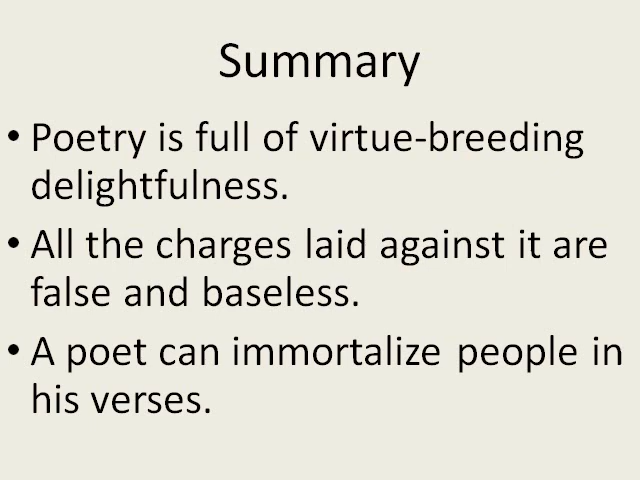 Summary
• Poetry is full of virtue-breeding
delightfulness.
• All the charges laid against it are
false and baseless.
• A poet can immortalize people in
his verses.